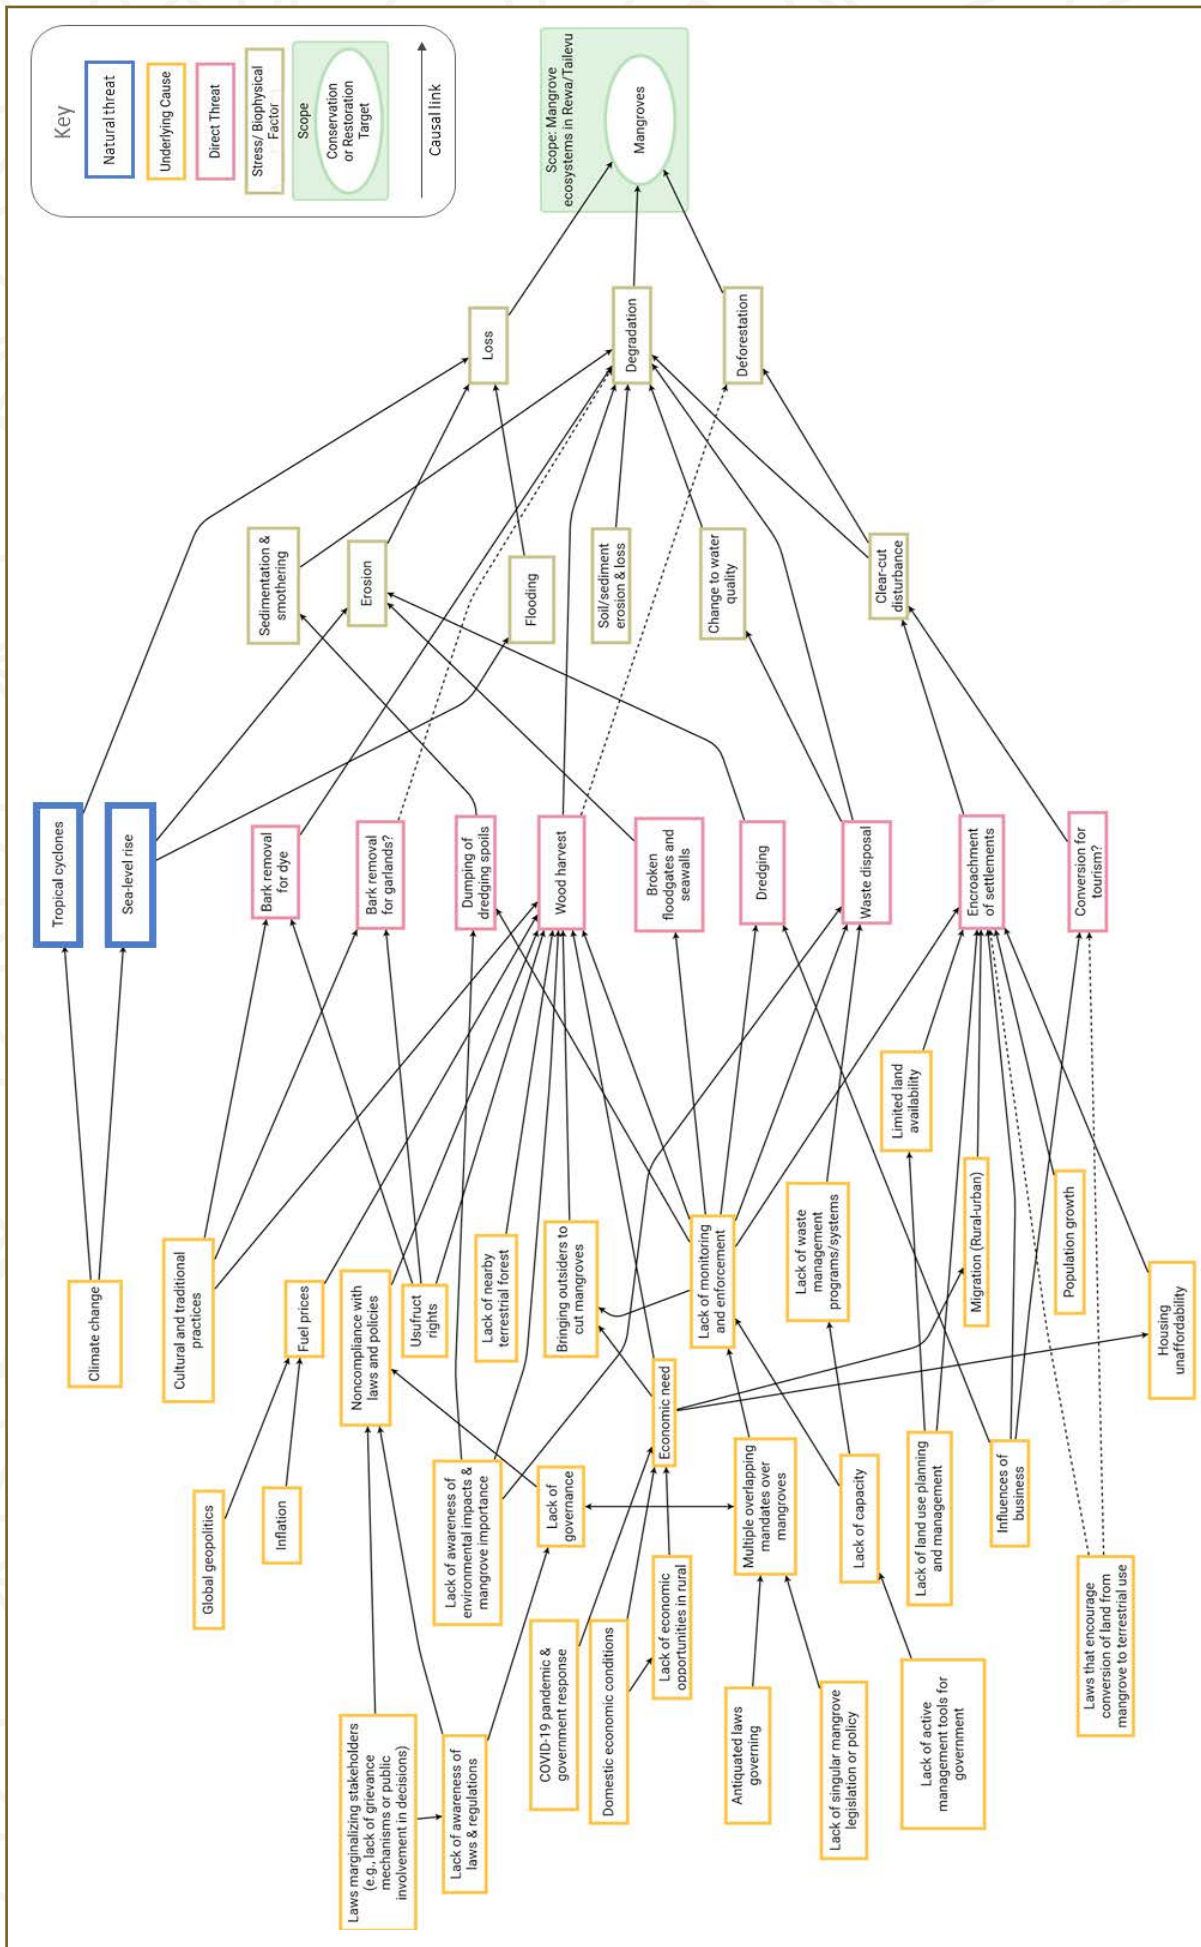 Key
Natural threat
Underlying Cause
Direct Threat
Stress/ Biophysical
Factor
Scope
Conservation
or Restoration
Target
Causal link
Scope: Mangrove
ecosystems in Rewa/Tailevu
Mangroves
Loss
Degradation
Deforestation
Sedimentation &
smothering
Erosion
Flooding
Soil/sediment
erosion & loss
Change to water
quality
Clear-cut
disturbance
Tropical cyclones
Sea-level rise
Bark removal
for dye
Bark removal
for garlands?
Dumping of
dredging spoils
Wood harvest
Broken
floodgates and
seawalls
Dredging
Waste disposal
Encroachment
of settlements
Conversion for
tourism?
Climate change
Cultural and traditional
practices
Fuel prices
Noncompliance with
laws and policies
Usufruct
rights
Lack of nearby
terrestrial forest
Bringing outsiders to
cut mangroves
Economic need
Lack of monitoring
and enforcement
Lack of waste
management
programs/systems
Limited land
availability
Migration (Rural-urban)
Population growth
Housing
unaffordability
Global geopolitics
Inflation
Lack of awareness of
environmental impacts &
mangrove importance
Lack of
governance
Multiple overlapping
mandates over
mangroves
Lack of capacity
Lack of land use planning
and management
Influences of
business
Laws that encourage
conversion of land from
mangrove to terrestrial use
Laws marginalizing stakeholders
(e.g., lack of grievance
mechanisms or public
involvement in decisions)
Lack of awareness of
laws & regulations
COVID-19 pandemic &
government response
Domestic economic conditions
Lack of economic
opportunities in rural
Antiquated laws
governing
Lack of singular mangrove
legislation or policy
Lack of active
management tools for
government